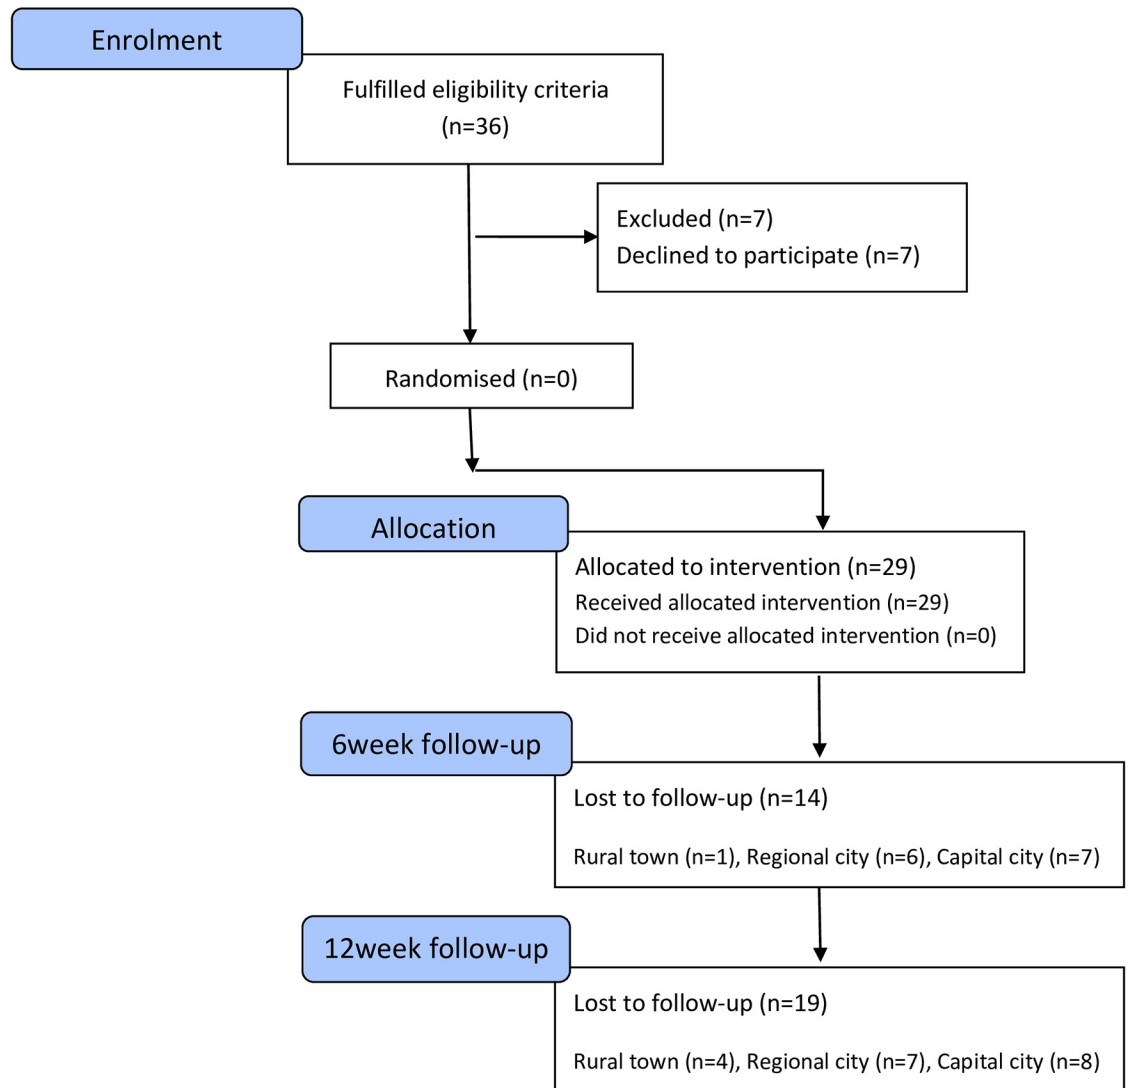 Enrolment
Fulfilled eligibility criteria
(n=36)
Excluded (n=7)
Declined to participate (n=7)
Randomised (n=0)
Allocation
Allocated to intervention (n=29)
Received allocated intervention (n=29)
Did not receive allocated intervention (n=0)
6week follow-up
Lost to follow-up (n=14)
Rural town (n=1), Regional city (n=6), Capital city (n=7)
12week follow-up
Lost to follow-up (n=19)
Rural town (n=4), Regional city (n=7), Capital city (n=8)